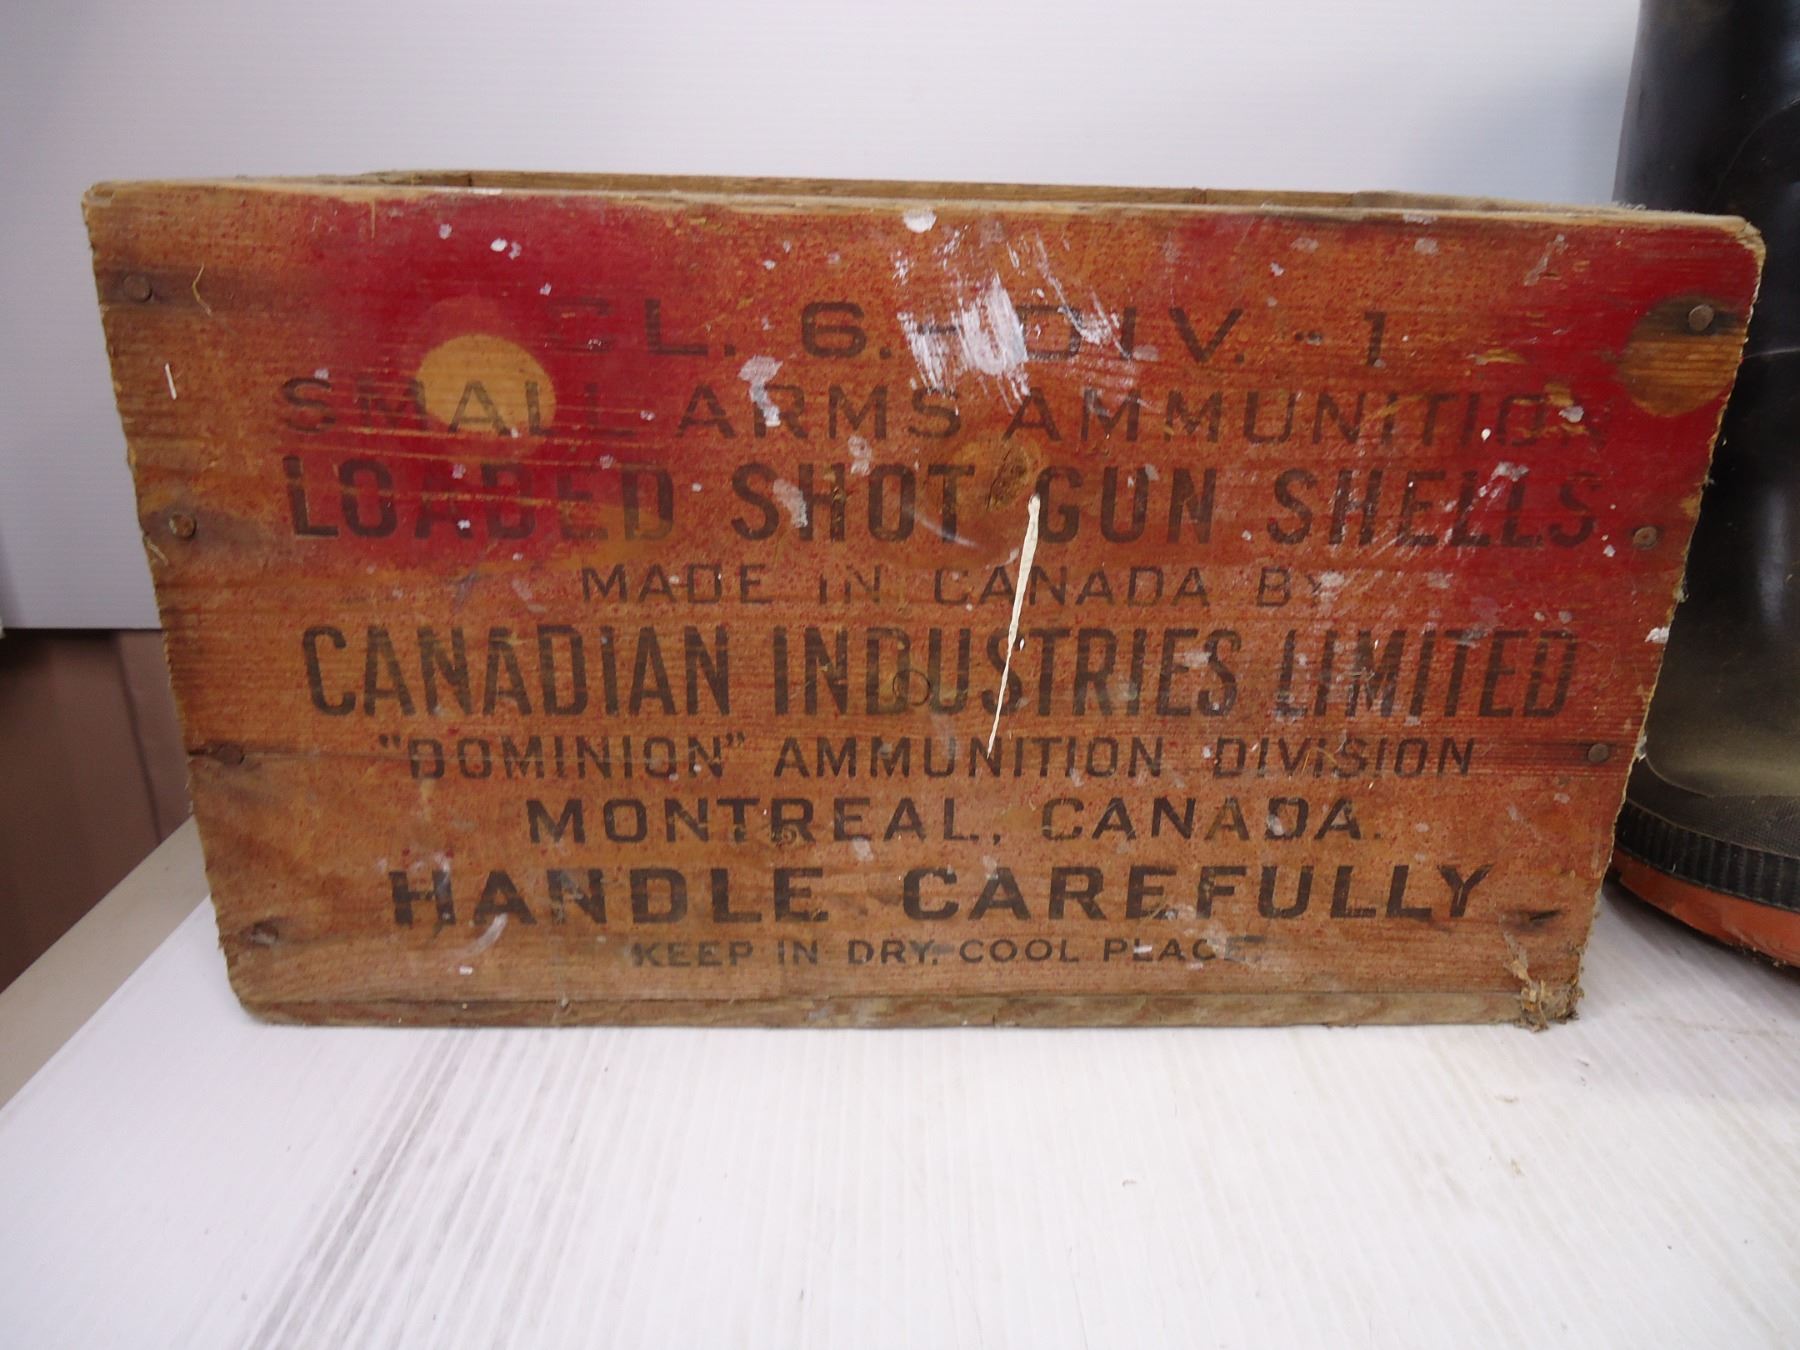 CL. 6. - DIV. - 1
SMALL ARMS AMMUNITION
LOADED SHOT GUN SHELLS
MADE IN CANADA BY
CANADIAN INDUSTRIES LIMITED
"DOMINION" AMMUNITION DIVISION
MONTREAL, CANADA.
HANDLE CAREFULLY
KEEP IN DRY, COOL PLACE.